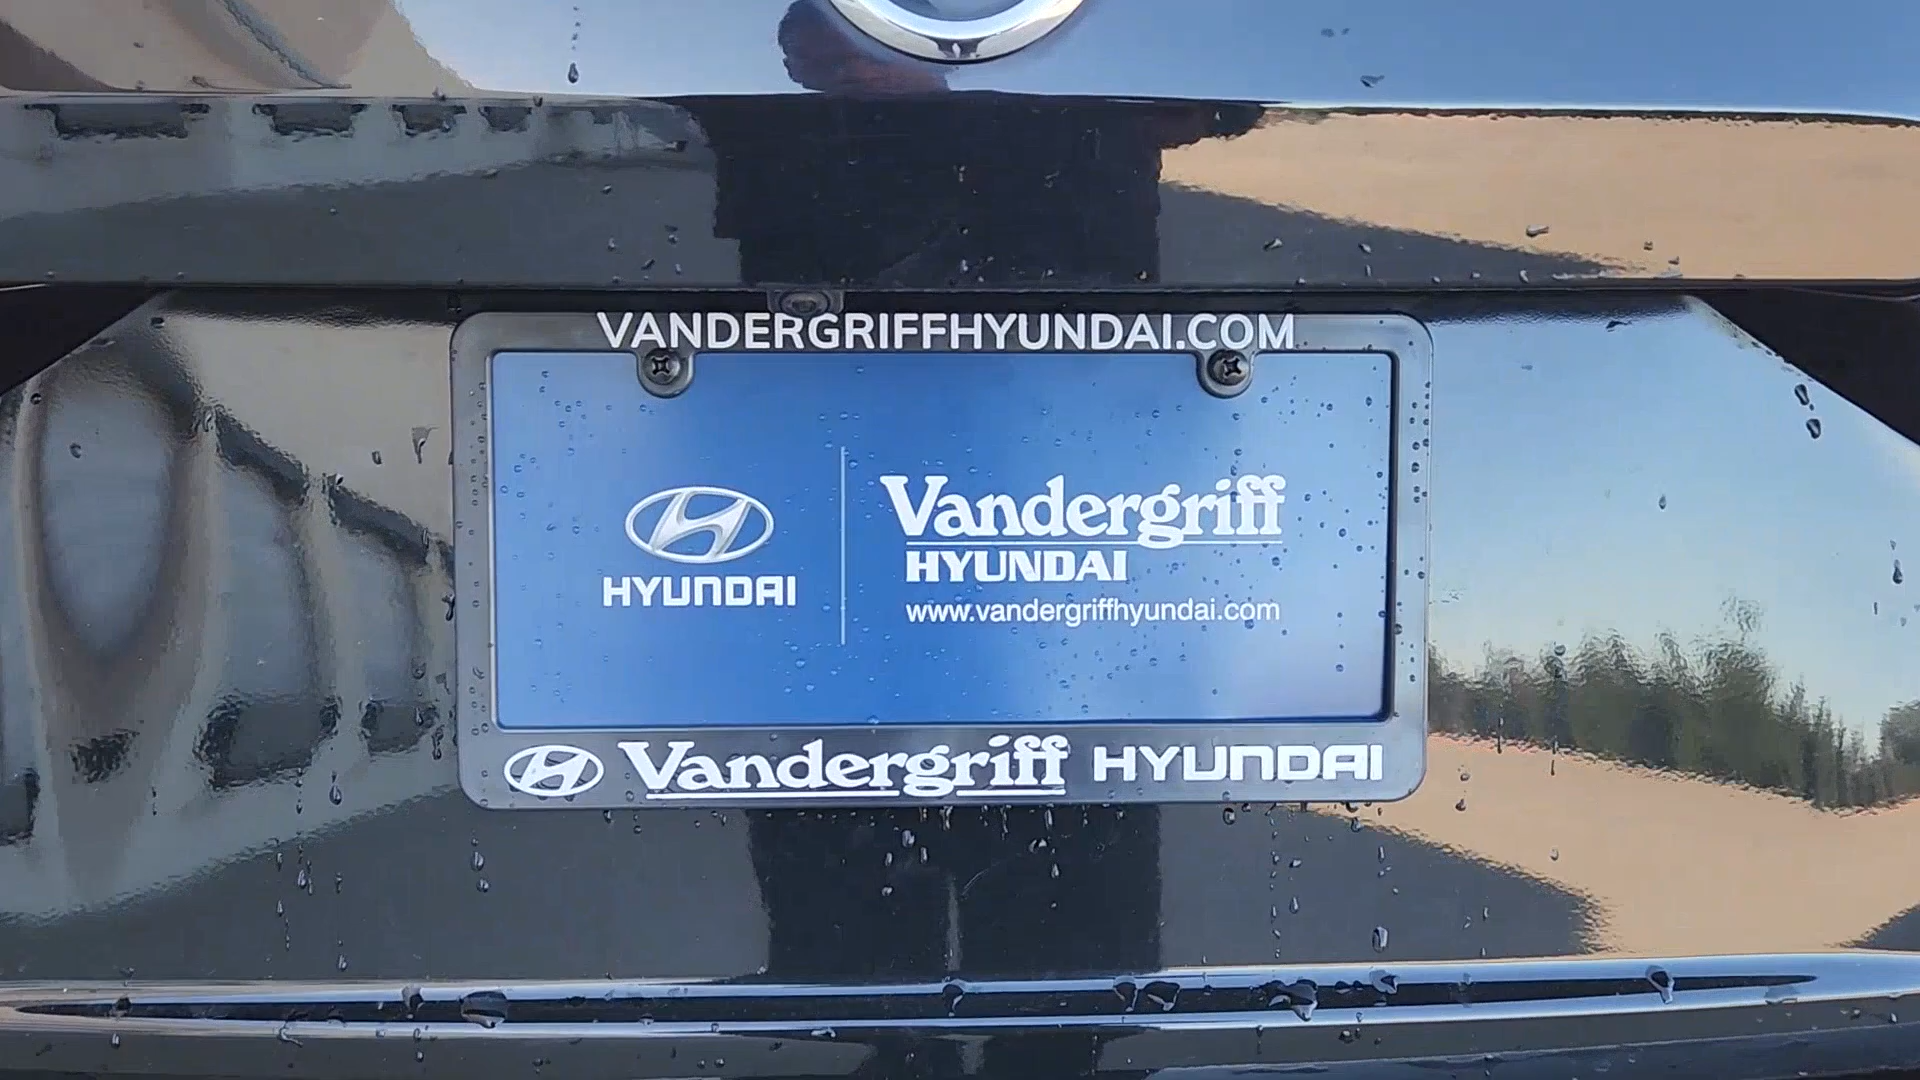 VANDERGRIFFHYUNDAI.COM
HYUNDAI
Vandergriff
HYUNDAI
www.vandergriffhyundai.com
Vandergriff HYUNDAI